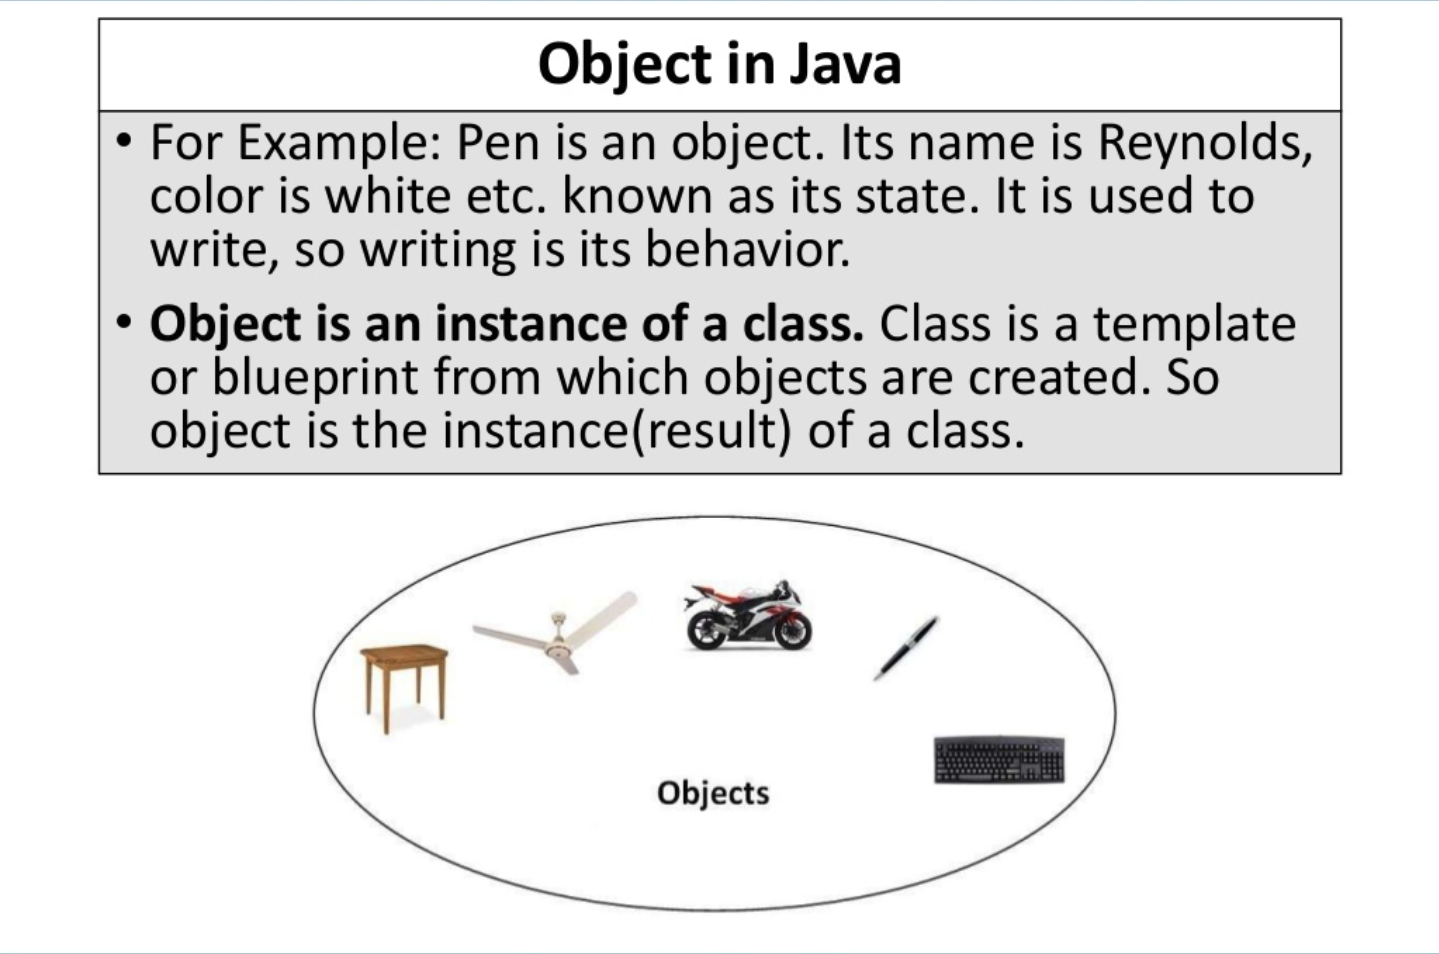 Object in Java
• For Example: Pen is an object. Its name is Reynolds,
color is white etc. known as its state. It is used to
write, so writing is its behavior.
• Object is an instance of a class. Class is a template
or blueprint from which objects are created. So
object is the instance(result) of a class.
Objects